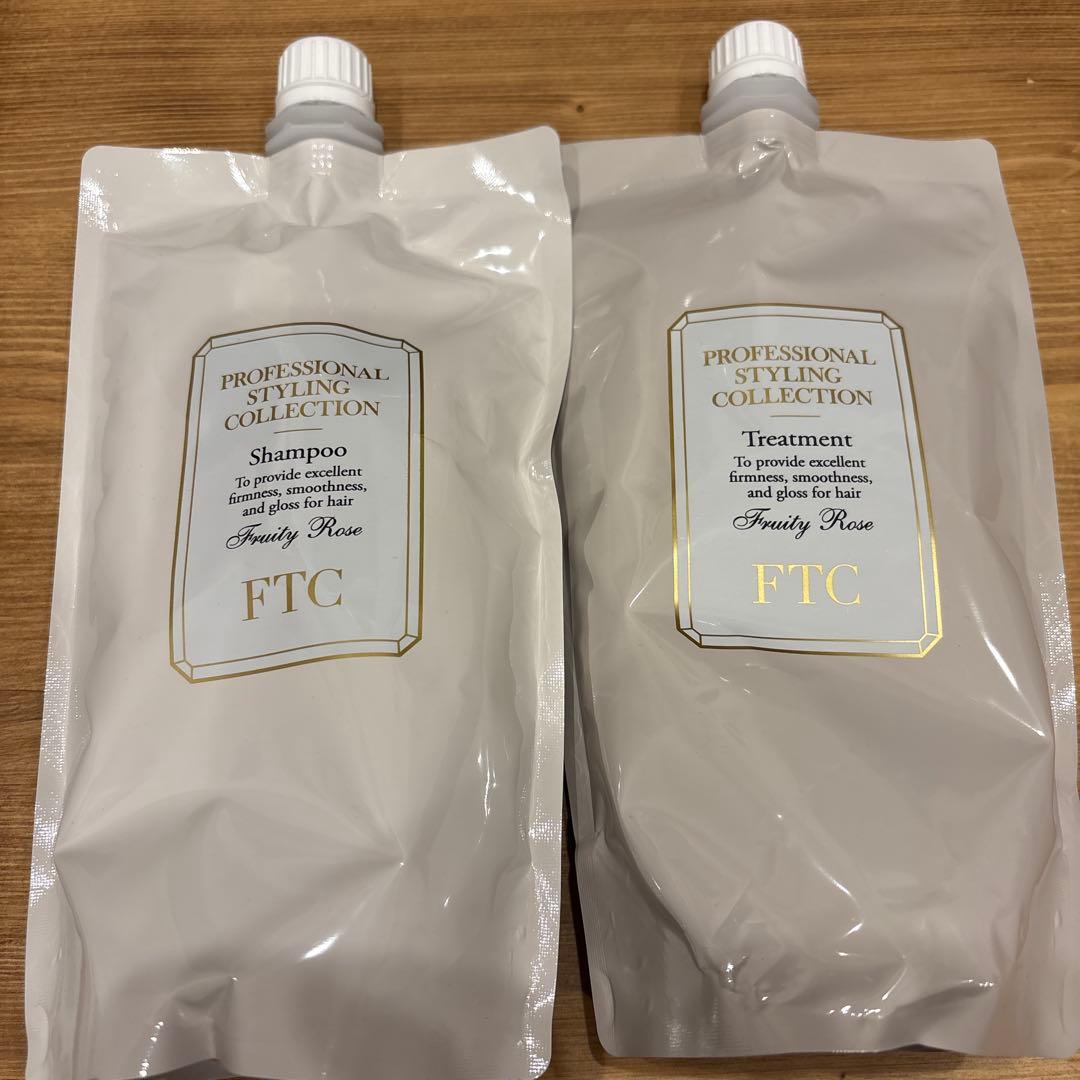 PROFESSIONAL
STYLING
COLLECTION
Shampoo
To provide excellent
firmness, smoothness,
and gloss for hair
Fruity Rose
FTC
PROFESSIONAL
STYLING
COLLECTION
Treatment
To provide excellent
firmness, smoothness,
and gloss for hair
Fruity Rose
FTC